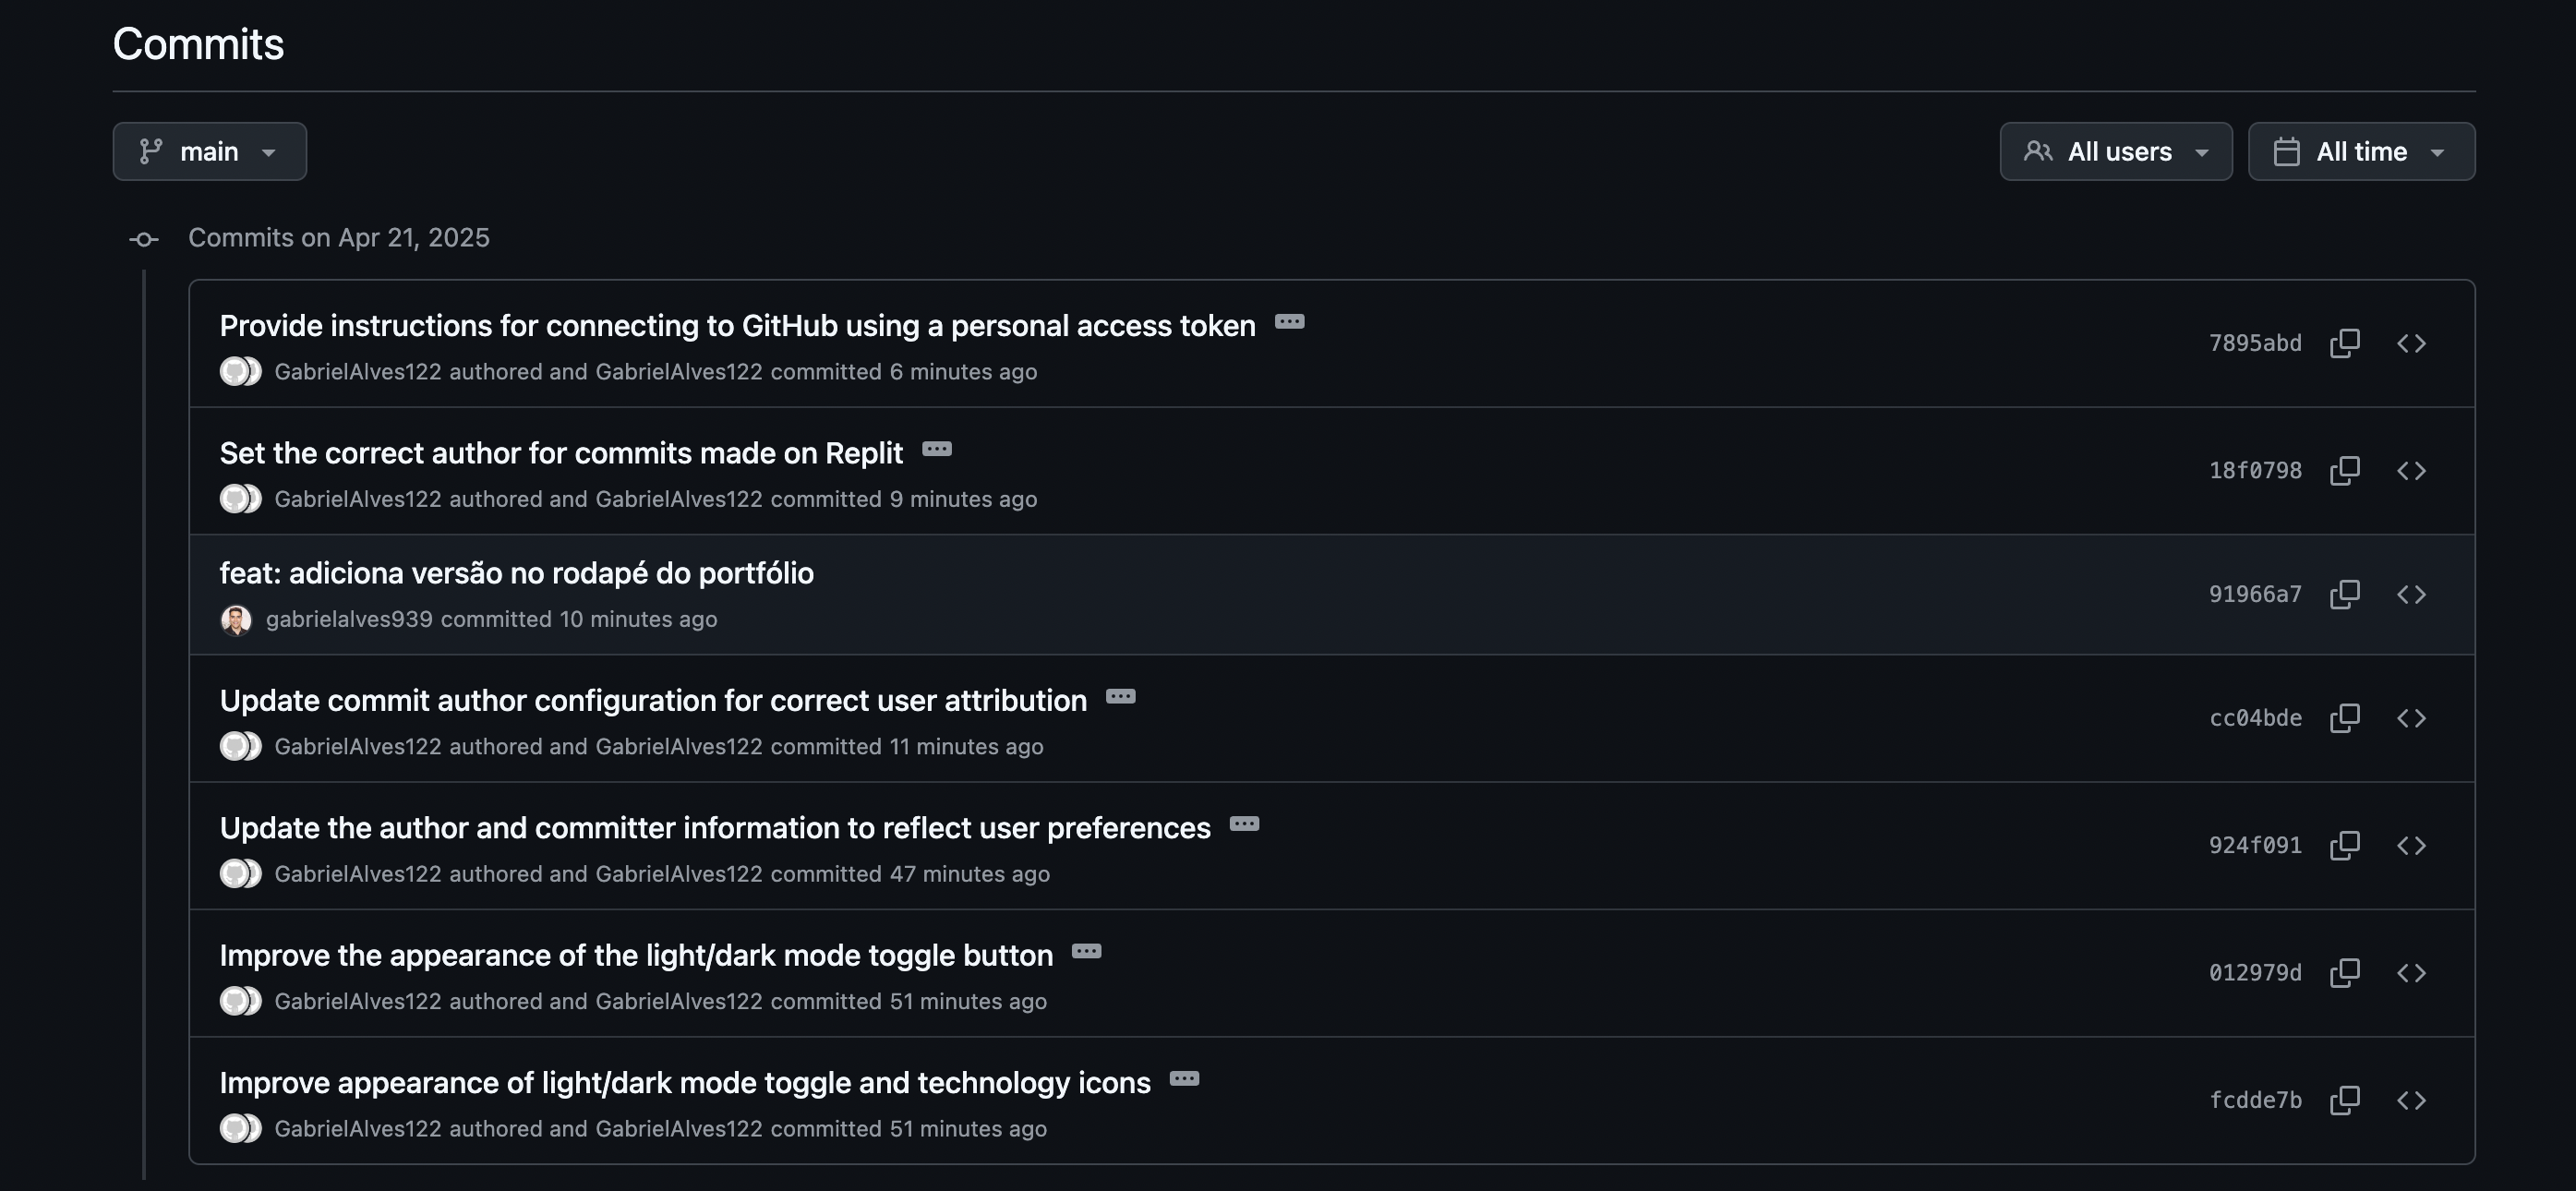 Commits
main
All users
All time
Commits on Apr 21, 2025
Provide instructions for connecting to GitHub using a personal access token
GabrielAlves122 authored and GabrielAlves122 committed 6 minutes ago
7895abd
Set the correct author for commits made on Replit
GabrielAlves122 authored and GabrielAlves122 committed 9 minutes ago
18f0798
feat: adiciona versão no rodapé do portfólio
gabrielalves939 committed 10 minutes ago
91966a7
Update commit author configuration for correct user attribution
GabrielAlves122 authored and GabrielAlves122 committed 11 minutes ago
cc04bde
Update the author and committer information to reflect user preferences
GabrielAlves122 authored and GabrielAlves122 committed 47 minutes ago
924f091
Improve the appearance of the light/dark mode toggle button
GabrielAlves122 authored and GabrielAlves122 committed 51 minutes ago
012979d
Improve appearance of light/dark mode toggle and technology icons
GabrielAlves122 authored and GabrielAlves122 committed 51 minutes ago
fcdde7b